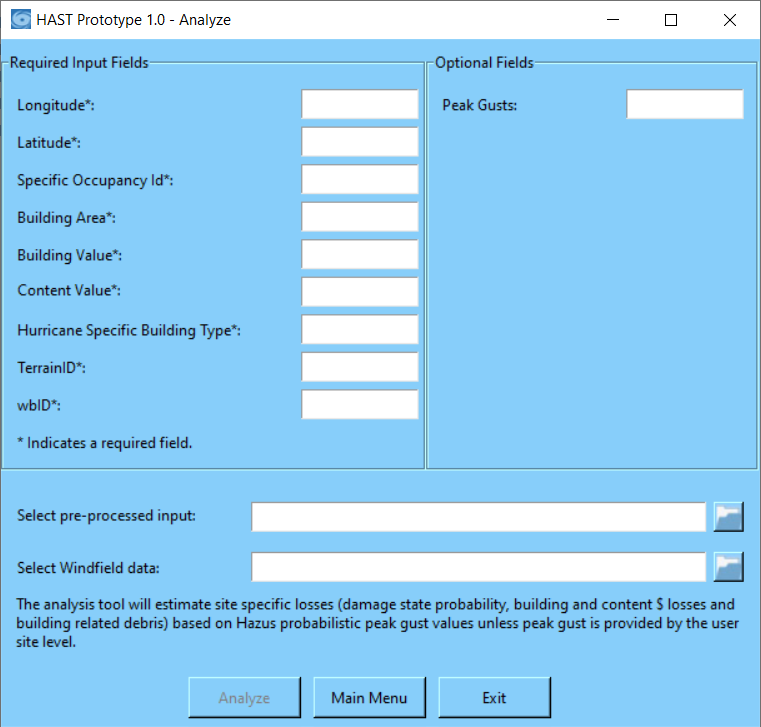 HAST Prototype 1.0 - Analyze
Required Input Fields
Longitude*:
Latitude*:
Specific Occupancy Id*:
Building Area*:
Building Value*:
Content Value*:
Hurricane Specific Building Type*:
TerrainID*:
wbID*:
* Indicates a required field.
Optional Fields
Peak Gusts:
Select pre-processed input:
Select Windfield data:
The analysis tool will estimate site specific losses (damage state probability, building and content $ losses and
building related debris) based on Hazus probabilistic peak gust values unless peak gust is provided by the user
site level.
Analyze
Main Menu
Exit